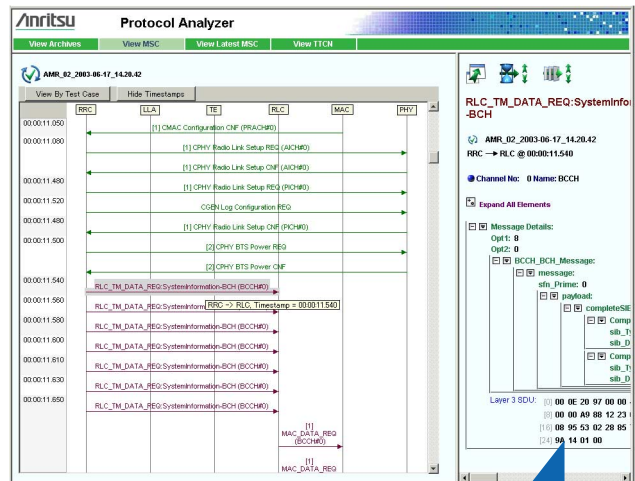 Anritsu
Protocol Analyzer
View Archives View MSC View Latest MSC View TTCN
AMR_02_2003-06-17_14.20.42
View By Test Case Hide Timestamps
RRC LLA TE RLC MAC PHY
00:00:11.050
[1] CMAC Configuration CNF (PRACH#0)
00:00:11.080
[1] CPHY Radio Link Setup REQ (AICH#0)
[1] CPHY Radio Link Setup CNF (AICH#0)
00:00:11.480
[1] CPHY Radio Link Setup REQ (PICH#0)
00:00:11.520
CGEN Log Configuration REQ
00:00:11.480
[1] CPHY Radio Link Setup CNF (PICH#0)
00:00:11.500
[2] CPHY BTS Power REQ
[2] CPHY BTS Power CNF
00:00:11.540
RLC_TM_DATA_REQ:SystemInformation-BCH (BCCH#0)
00:00:11.560
RLC_TM_DATA_REQ:SystemInform
RRC -> RLC, Timestamp = 00:00:11.540
00:00:11.580
RLC_TM_DATA_REQ:SystemInformation-BCH (BCCH#0)
00:00:11.600
RLC_TM_DATA_REQ:SystemInformation-BCH (BCCH#0)
00:00:11.610
RLC_TM_DATA_REQ:SystemInformation-BCH (BCCH#0)
00:00:11.630
RLC_TM_DATA_REQ:SystemInformation-BCH (BCCH#0)
00:00:11.650
RLC_TM_DATA_REQ:SystemInformation-BCH (BCCH#0)
[1]
MAC_DATA_REQ
(BCCH#0)
[1]
MAC_DATA_REQ
RLC_TM_DATA_REQ:SystemInfor
-BCH
AMR_02_2003-06-17_14.20.42
RRC → RLC @ 00:00:11.540
Channel No: 0 Name: BCCH
Expand All Elements
Message Details:
Opt1: 8
Opt2: 0
BCCH_BCH_Message:
message:
sfn_Prime: 0
payload:
completeSIB
Comp
sib_Ty
sib_D
Comp
sib_Ty
sib_D
Layer 3 SDU: [0] 00 0E 20 97 00 00
[8] 00 00 A9 88 12 23
[16] 08 95 53 02 28 85
[24] 9A 14 01 00